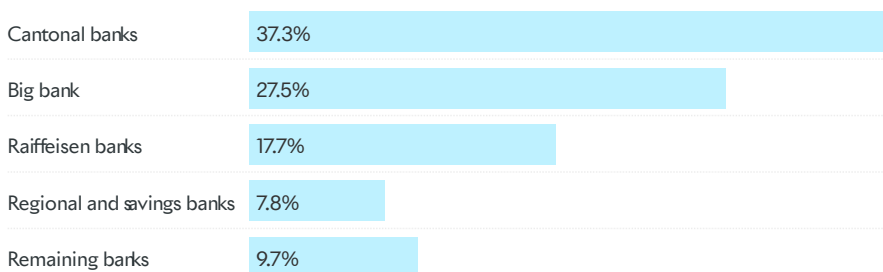 Cantonal banks 37.3%
Big bank 27.5%
Raiffeisen banks 17.7%
Regional and savings banks 7.8%
Remaining banks 9.7%